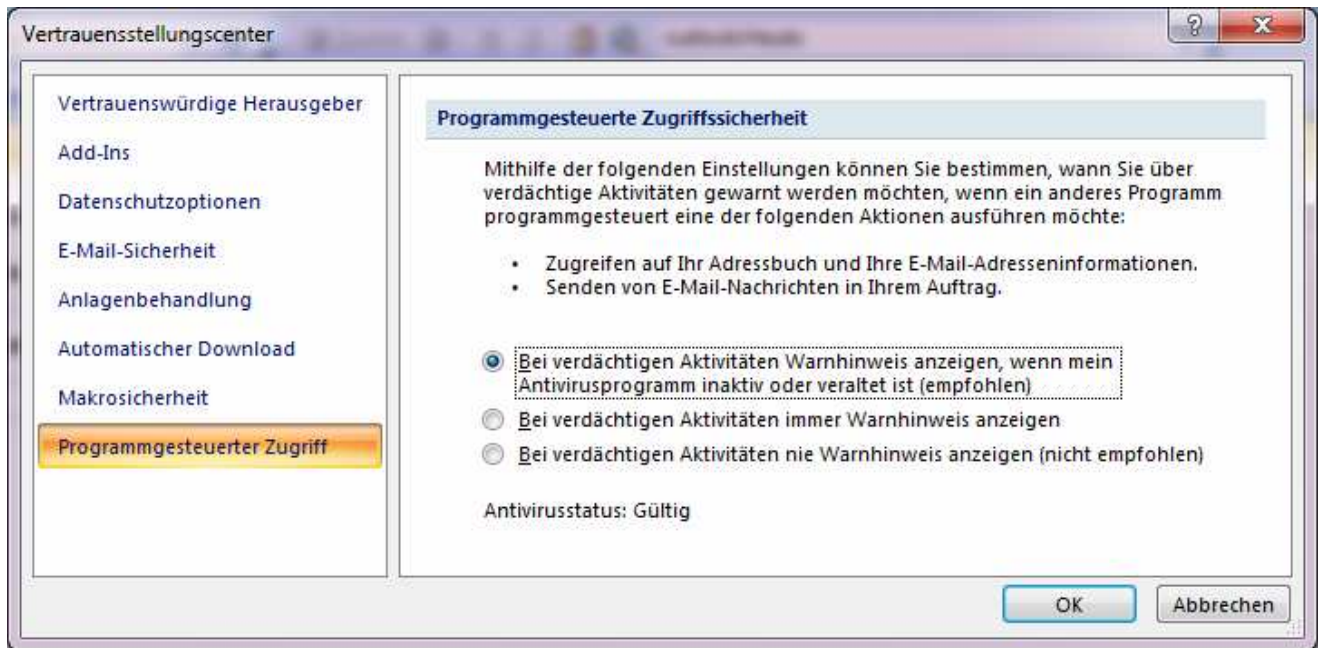 Vertrauensstellungscenter
Vertrauenswürdige Herausgeber
Add-Ins
Datenschutzoptionen
E-Mail-Sicherheit
Anlagenbehandlung
Automatischer Download
Makrosicherheit
Programmgesteuerter Zugriff
Programmgesteuerte Zugriffssicherheit
Mithilfe der folgenden Einstellungen können Sie bestimmen, wann Sie über
verdächtige Aktivitäten gewarnt werden möchten, wenn ein anderes Programm
programmgesteuert eine der folgenden Aktionen ausführen möchte:
• Zugreifen auf Ihr Adressbuch und Ihre E-Mail-Adresseninformationen.
• Senden von E-Mail-Nachrichten in Ihrem Auftrag.
Bei verdächtigen Aktivitäten Warnhinweis anzeigen, wenn mein
Antivirusprogramm inaktiv oder veraltet ist (empfohlen)
Bei verdächtigen Aktivitäten immer Warnhinweis anzeigen
Bei verdächtigen Aktivitäten nie Warnhinweis anzeigen (nicht empfohlen)
Antivirusstatus: Gültig
OK
Abbrechen